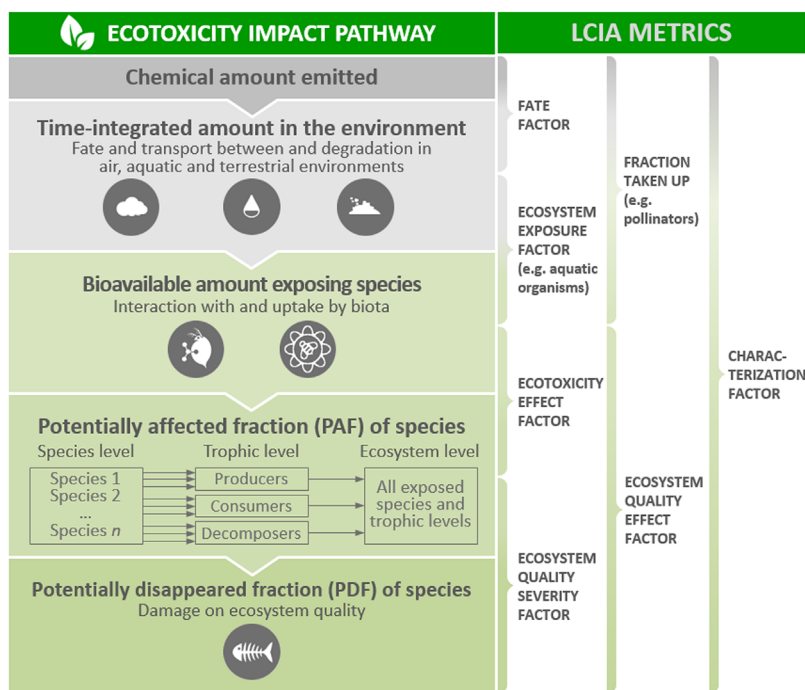 ECOTOXICITY IMPACT PATHWAY
LCIA METRICS
Chemical amount emitted
Time-integrated amount in the environment
Fate and transport between and degradation in
air, aquatic and terrestrial environments
Bioavailable amount exposing species
Interaction with and uptake by biota
Potentially affected fraction (PAF) of species
Species level
Trophic level
Ecosystem level
Species 1
Species 2
...
Species n
Producers
Consumers
Decomposers
All exposed
species and
trophic levels
Potentially disappeared fraction (PDF) of species
Damage on ecosystem quality
FATE
FACTOR
ECOSYSTEM
EXPOSURE
FACTOR
(e.g. aquatic
organisms)
ECOTOXICITY
EFFECT
FACTOR
ECOSYSTEM
QUALITY
SEVERITY
FACTOR
FRACTION
TAKEN UP
(e.g.
pollinators)
ECOSYSTEM
QUALITY
EFFECT
FACTOR
CHARAC-
TERIZATION
FACTOR